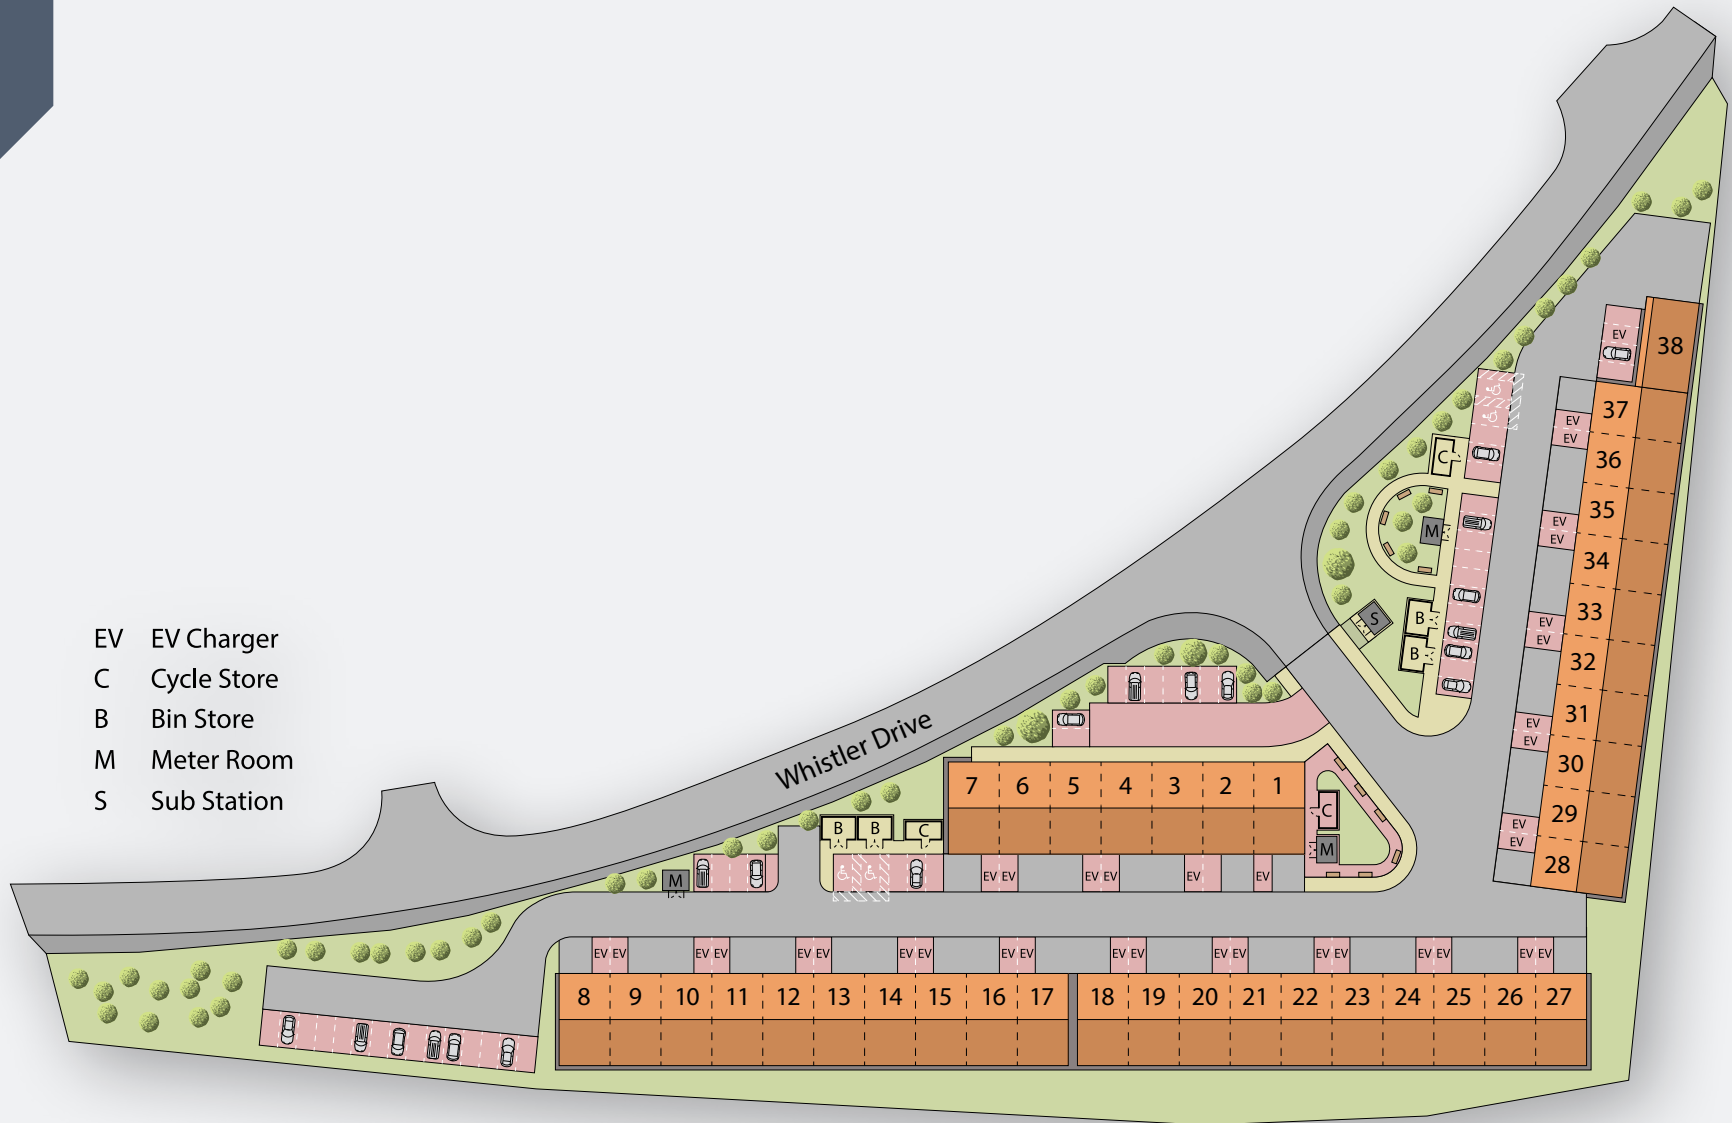 Whistler Drive
EV EV Charger
C Cycle Store
B Bin Store
M Meter Room
S Sub Station
38
EV
37
EV
EV
36
C
35
EV
EV
M
34
33
EV
EV
S
B
B
32
31
EV
EV
30
29
EV
EV
28
7 6 5 4 3 2 1
C
M
B B C
M
EV EV EV EV EV EV
EV EV EV EV EV EV EV EV EV EV EV EV EV EV EV EV EV EV EV EV
8 9 10 11 12 13 14 15 16 17 18 19 20 21 22 23 24 25 26 27